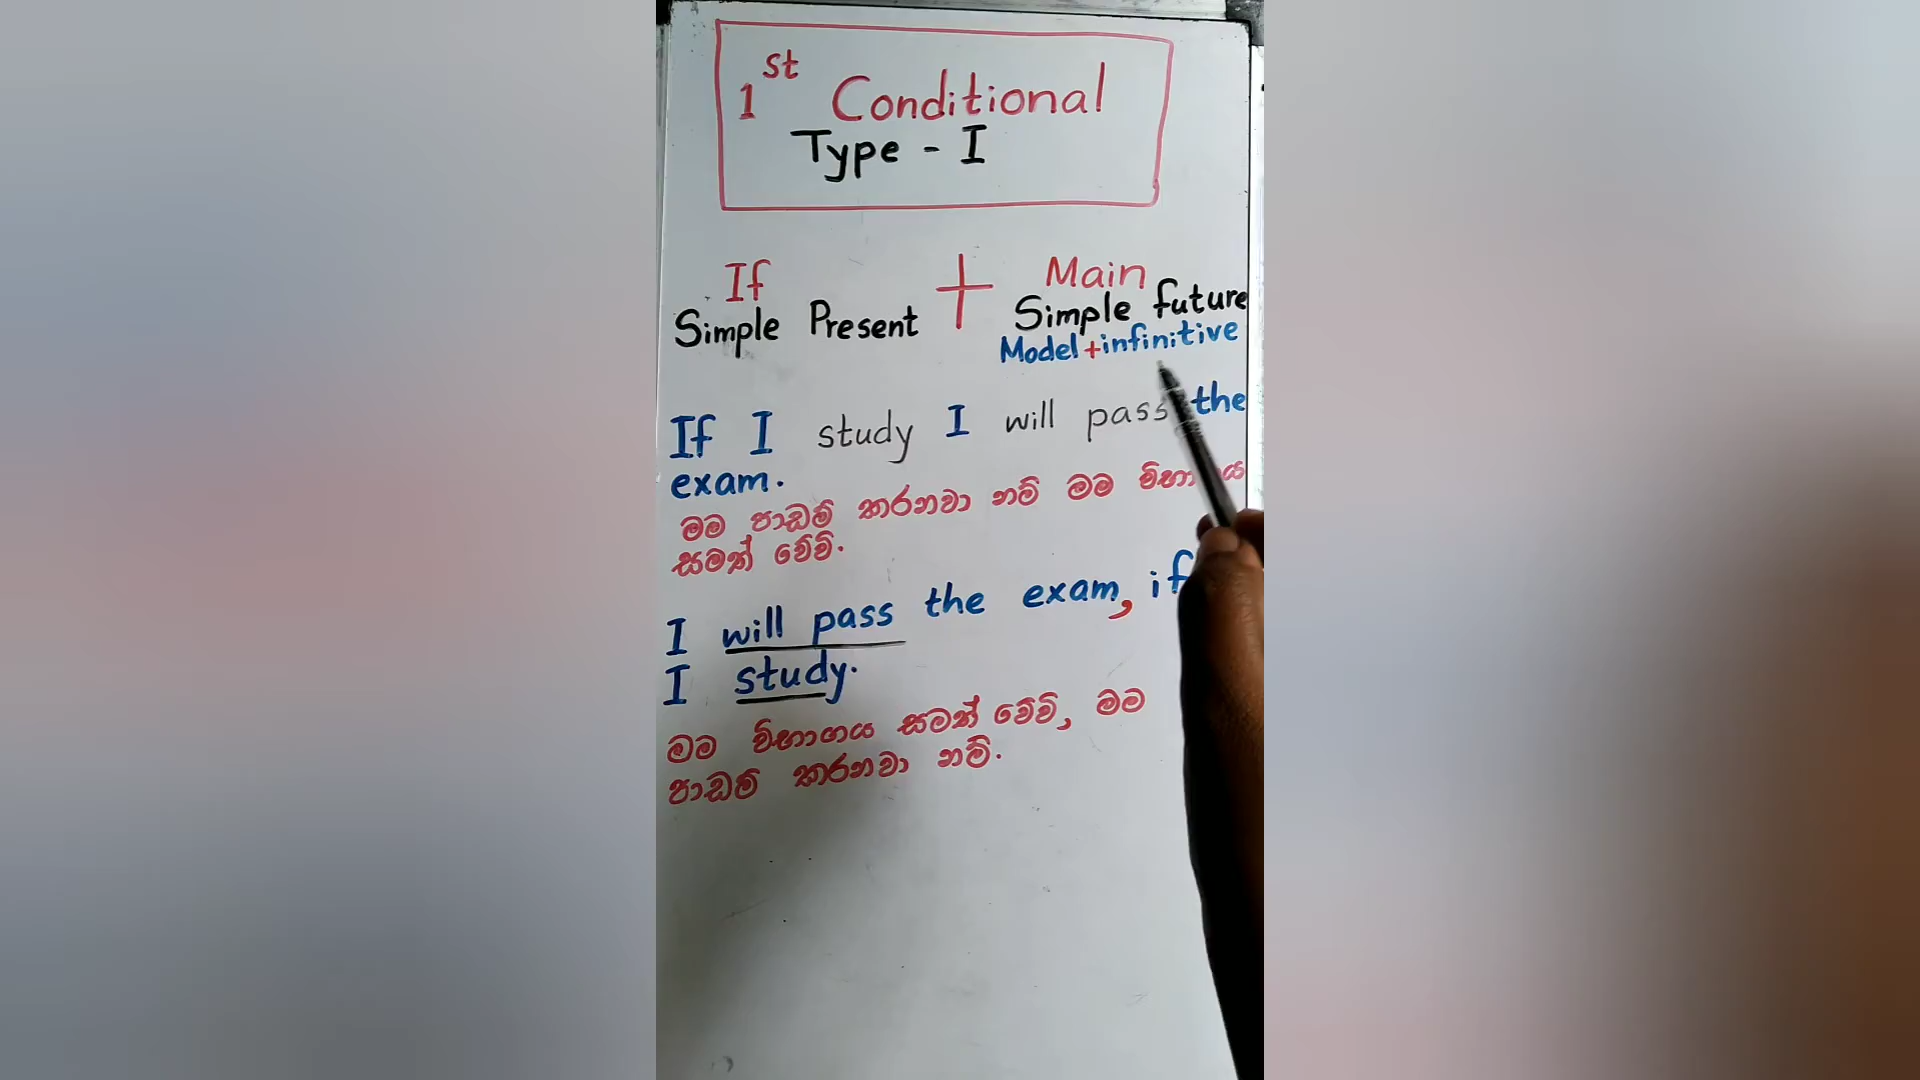 1st Conditional
Type - I
If + Main
Simple Present Simple future
Model + infinitive
If I study I will pass the
exam.
මම පාඩම් කරනවා නම් මම
සමත් වේවි.
I will pass the exam, if
I study.
මම විභාගය සමත් වේවි, මම
පාඩම් කරනවා නම්.